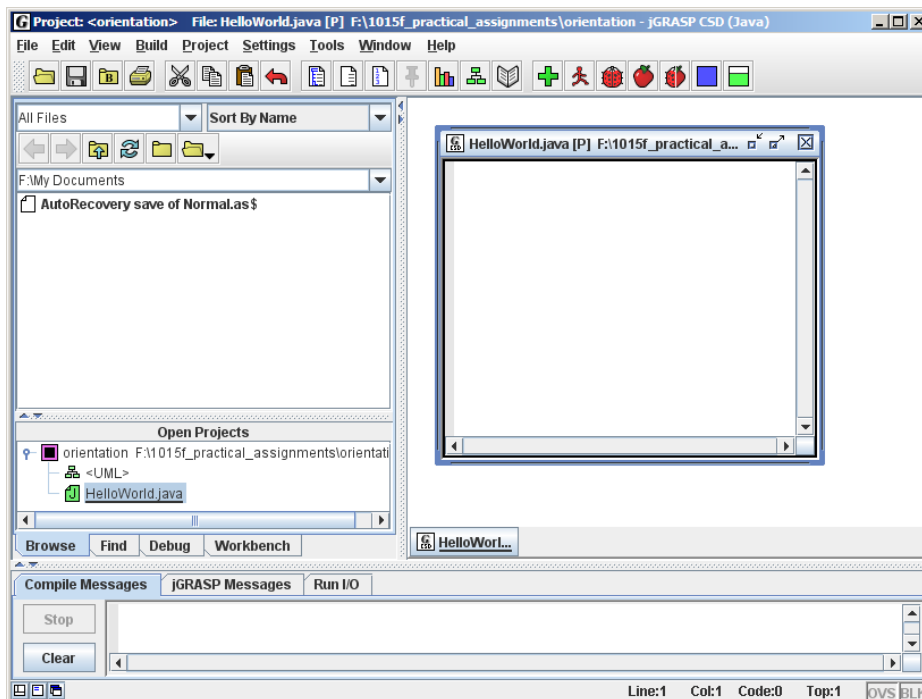 Project: <orientation> File: HelloWorld.java [P] F:\1015f_practical_assignments\orientation - jGRASP CSD (Java)
File Edit View Build Project Settings Tools Window Help
All Files Sort By Name
F:\My Documents
AutoRecovery save of Normal.as$
HelloWorld.java [P] F:\1015f_practical_a...
Open Projects
orientation F:\1015f_practical_assignments\orientati
<UML>
HelloWorld.java
Browse Find Debug Workbench
HelloWorl...
Compile Messages jGRASP Messages Run I/O
Stop
Clear
Line:1 Col:1 Code:0 Top:1 OVS BLK